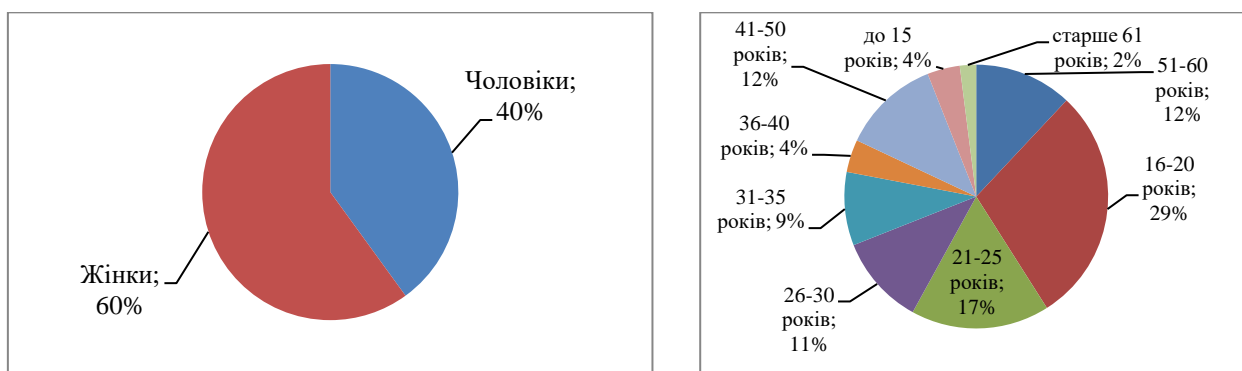 Чоловіки;
40%
Жінки;
60%
41-50
років;
12%
до 15
років; 4%
старше 61
років; 2%
51-60
років;
12%
36-40
років; 4%
16-20
років;
29%
31-35
років; 9%
21-25
років;
17%
26-30
років;
11%